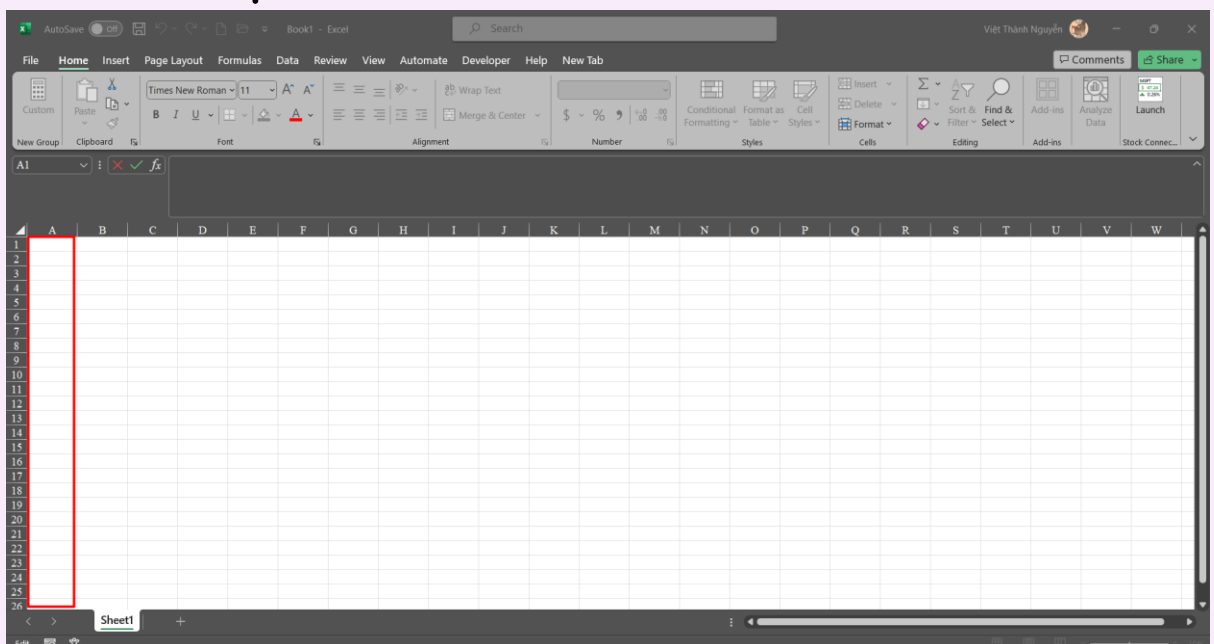 AutoSave Off Book1 - Excel Search Việt Thành Nguyễn
File Home Insert Page Layout Formulas Data Review View Automate Developer Help New Tab Comments Share
Custom
New Group
Paste
Clipboard
Times New Roman 11 A A
B I U A
Font
ab Wrap Text
Merge & Center
Alignment
$ % 9
Number
Conditional Formatting
Format as Table
Cell Styles
Styles
Insert
Delete
Format
Cells
Sort & Filter
Find & Select
Editing
Add-ins
Add-ins
Analyze Data
Launch
Stock Connec...
A1 fx
A B C D E F G H I J K L M N O P Q R S T U V W
1
2
3
4
5
6
7
8
9
10
11
12
13
14
15
16
17
18
19
20
21
22
23
24
25
26
Sheet1
Edit